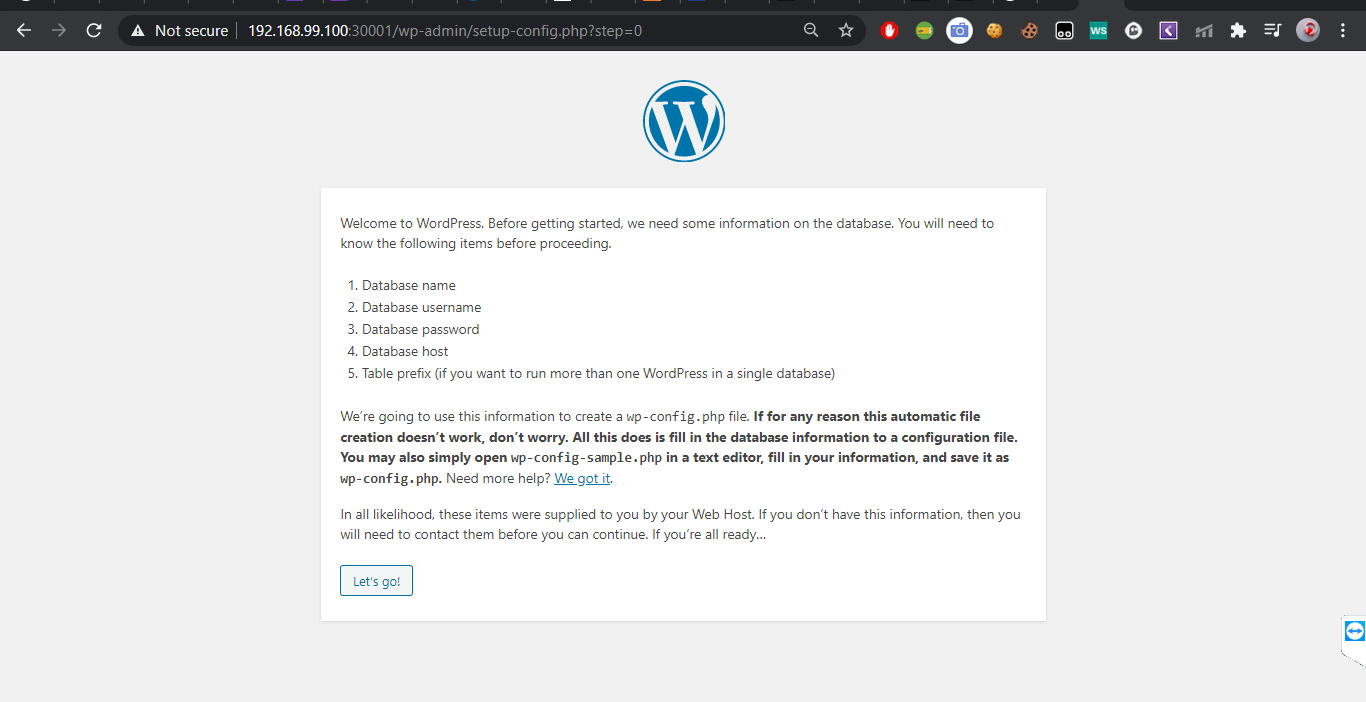 Not secure 192.168.99.100:30001/wp-admin/setup-config.php?step=0
WS
Welcome to WordPress. Before getting started, we need some information on the database. You will need to
know the following items before proceeding.
1. Database name
2. Database username
3. Database password
4. Database host
5. Table prefix (if you want to run more than one WordPress in a single database)
We’re going to use this information to create a wp-config.php file. If for any reason this automatic file
creation doesn’t work, don’t worry. All this does is fill in the database information to a configuration file.
You may also simply open wp-config-sample.php in a text editor, fill in your information, and save it as
wp-config.php. Need more help? We got it.
In all likelihood, these items were supplied to you by your Web Host. If you don’t have this information, then you
will need to contact them before you can continue. If you’re all ready…
Let’s go!